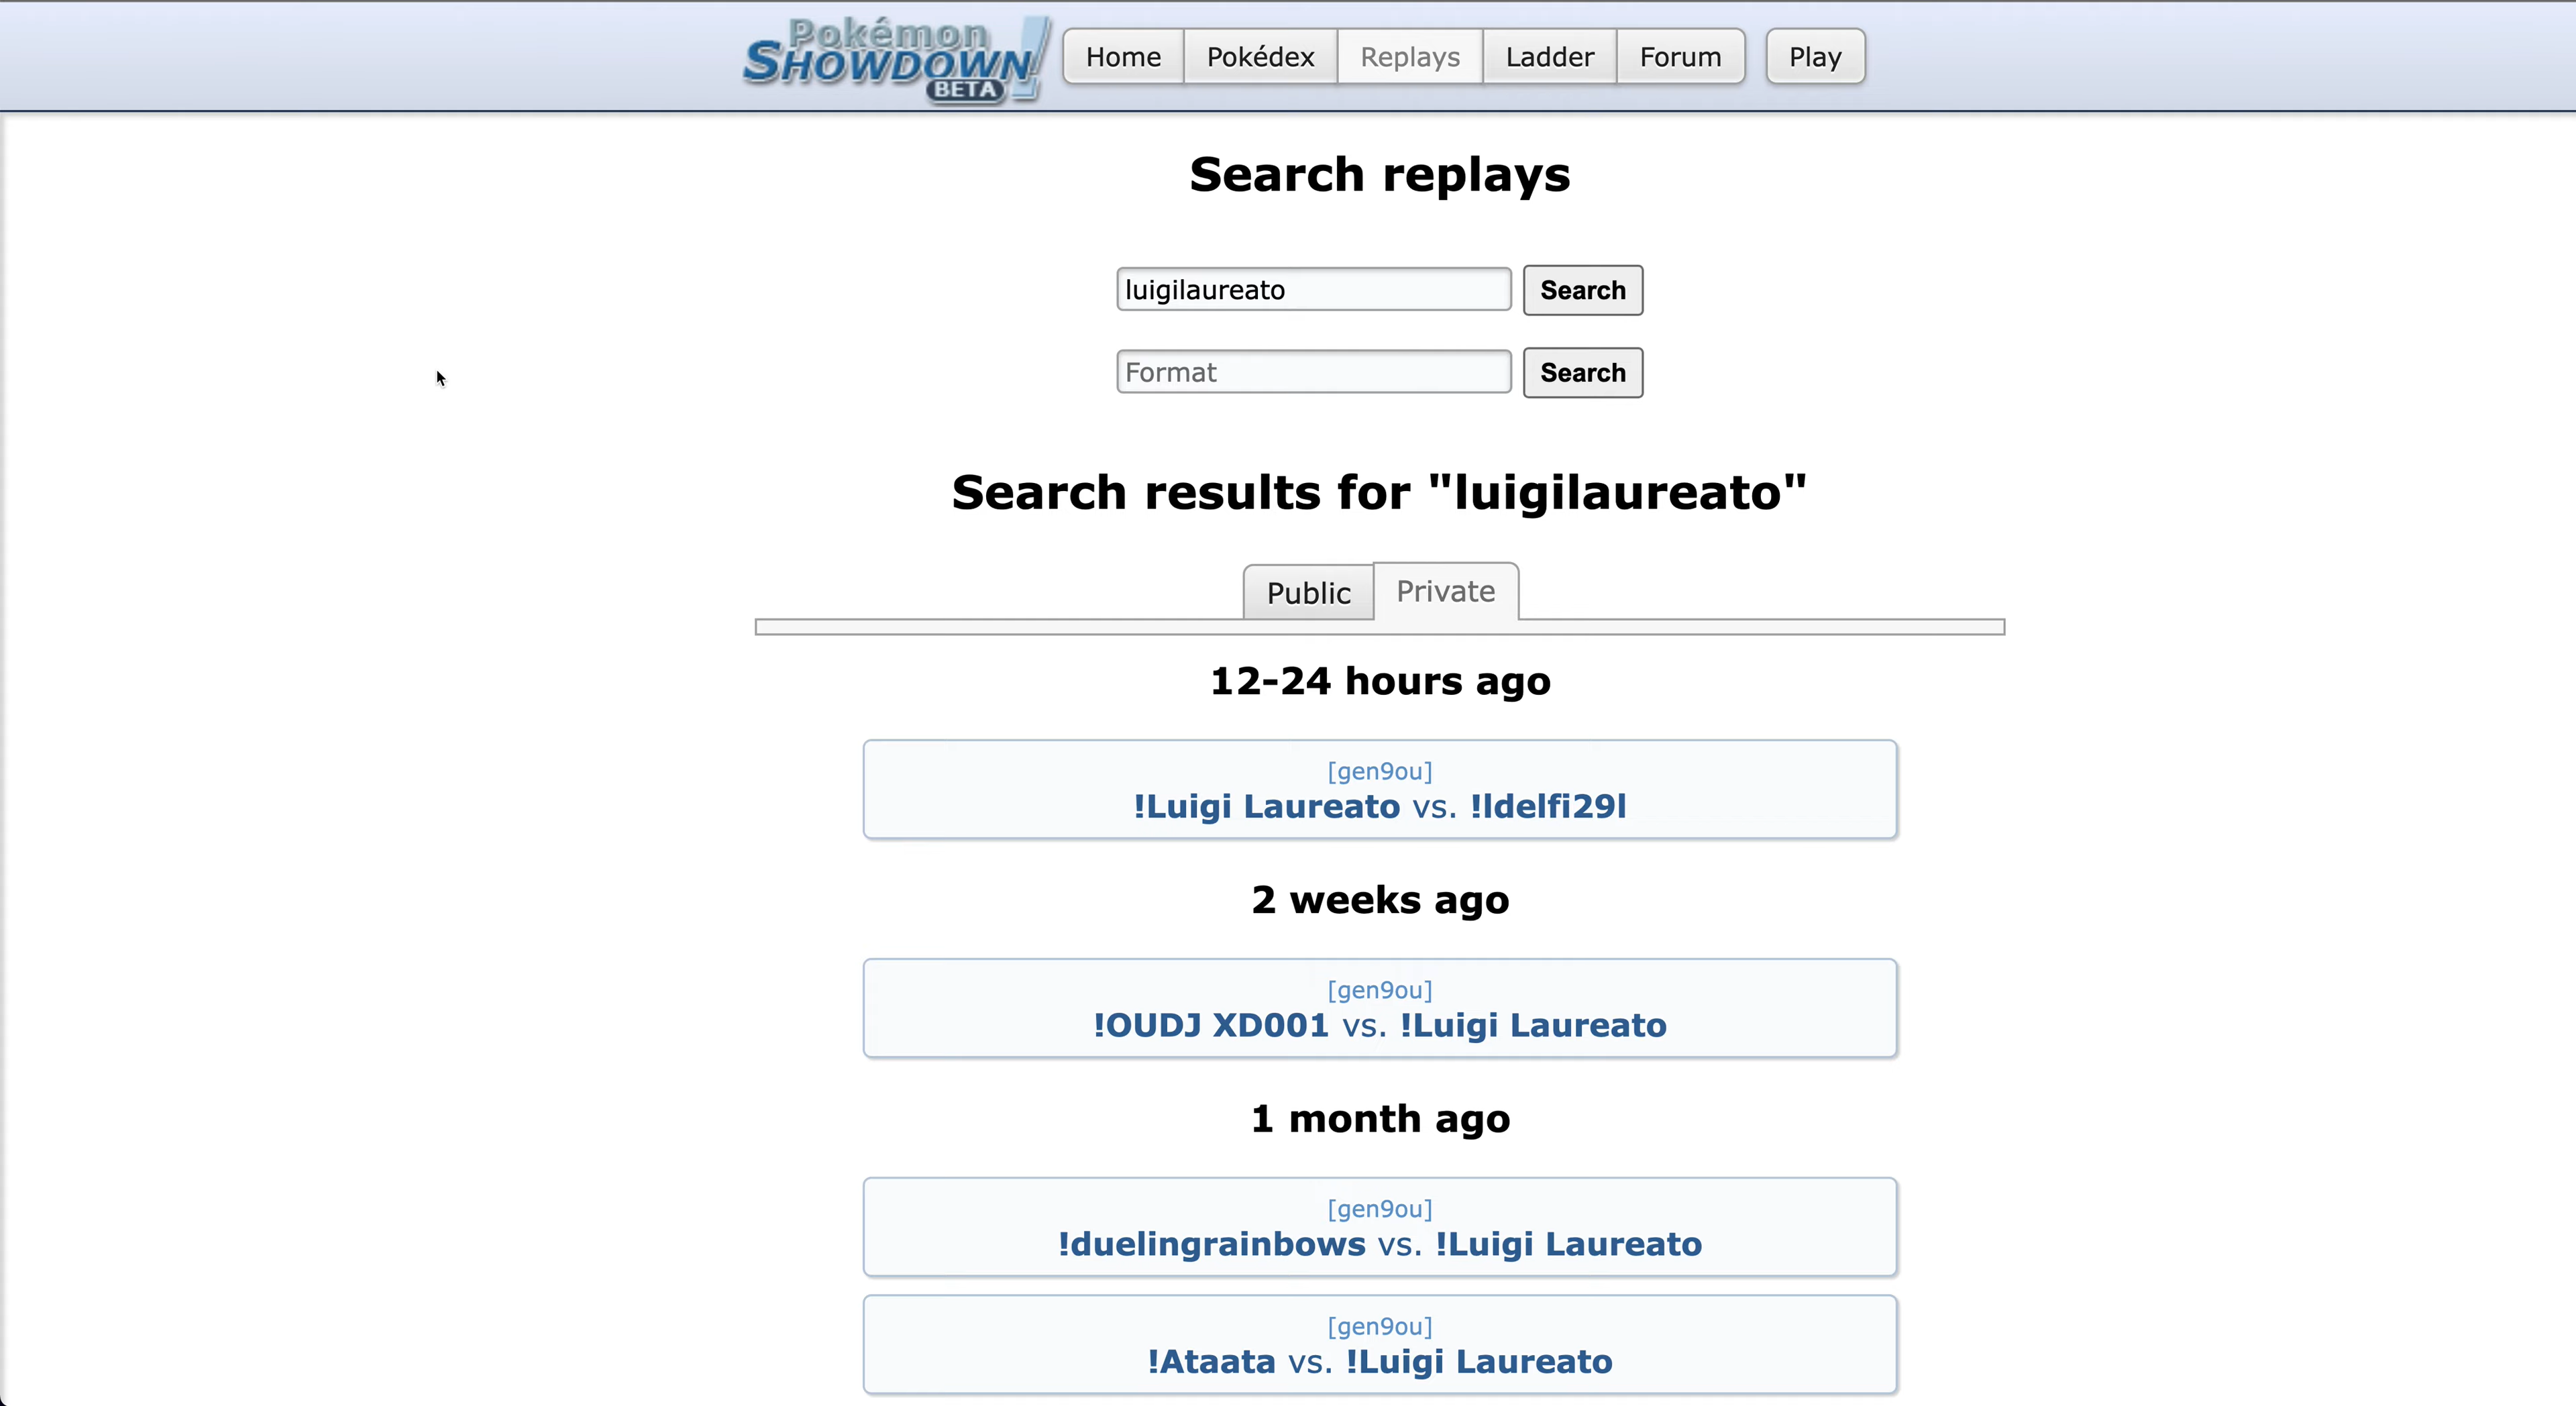 Pokémon
SHOWDOWN!
BETA
Home
Pokédex
Replays
Ladder
Forum
Play
Search replays
luigilaureato
Search
Format
Search
Search results for "luigilaureato"
Public
Private
12-24 hours ago
[gen9ou]
!Luigi Laureato vs. !ldelfi29l
2 weeks ago
[gen9ou]
!OUDJ XD001 vs. !Luigi Laureato
1 month ago
[gen9ou]
!duelingrainbows vs. !Luigi Laureato
[gen9ou]
!Ataata vs. !Luigi Laureato